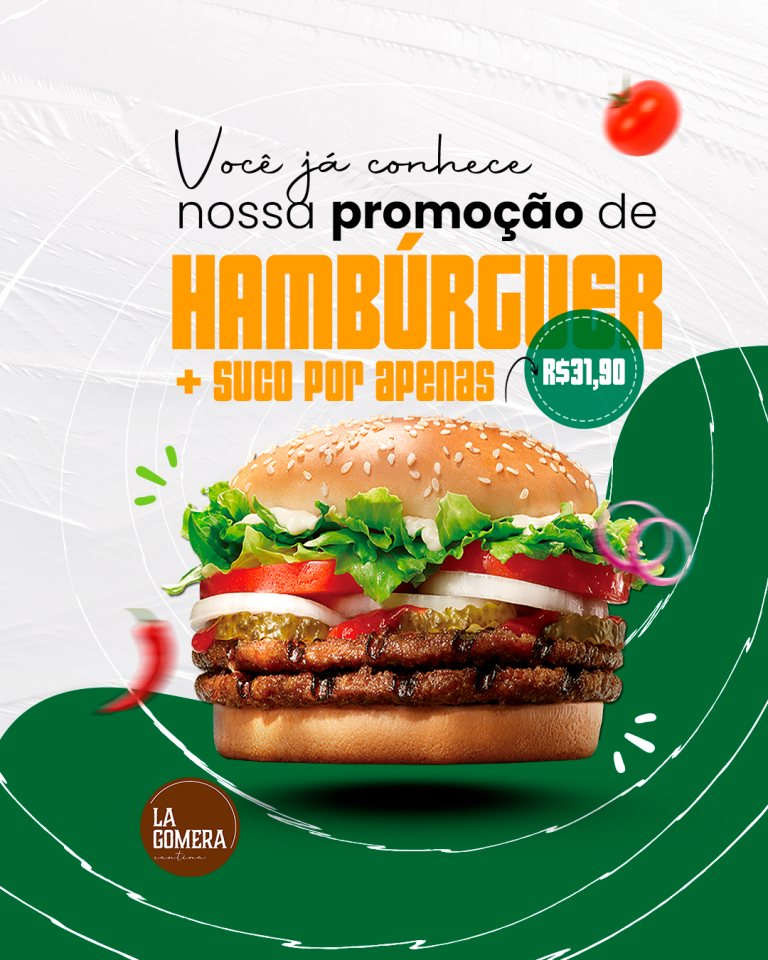 Você já conhece
nossa promoção de
HAMBÚRGUER
+ SUCO POR APENAS
R$31,90
LA
GOMERA
cantina